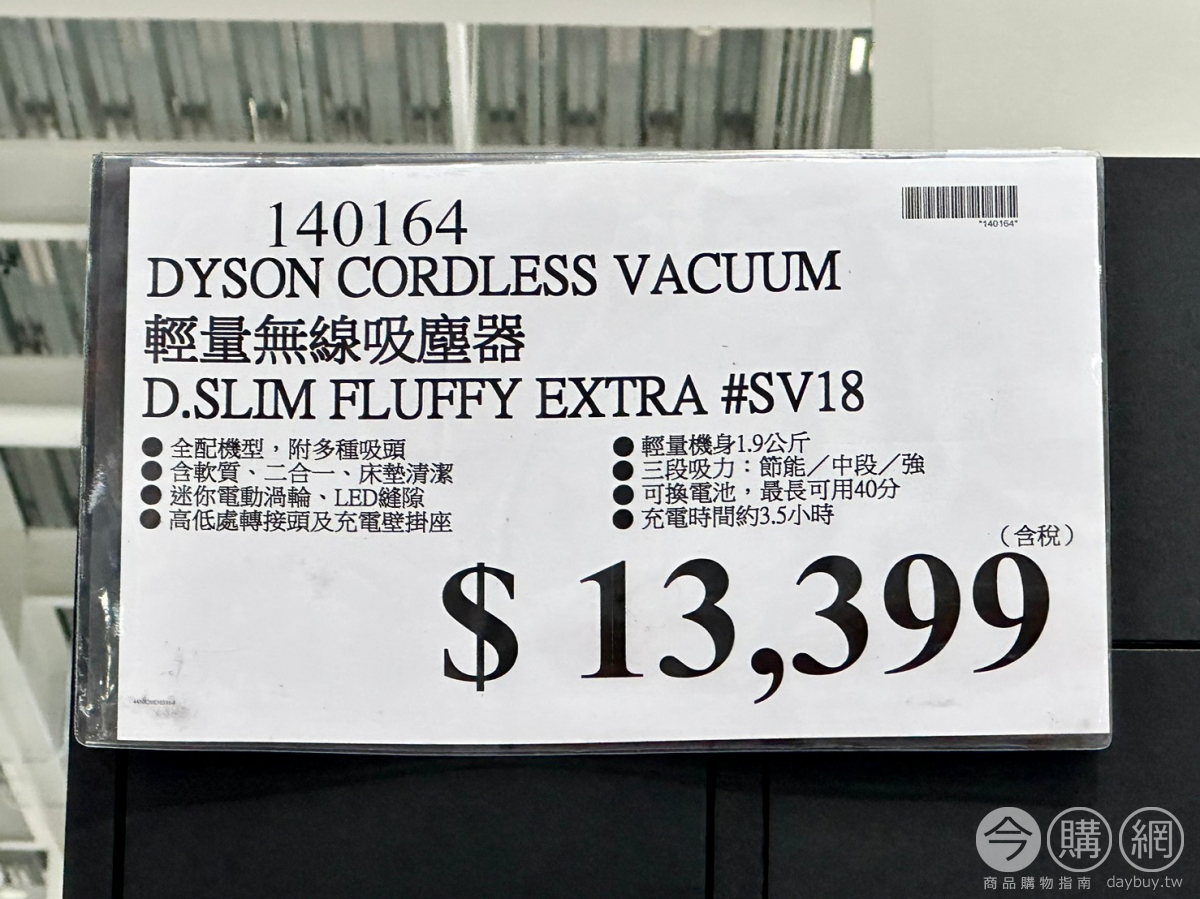 140164
*140164*
DYSON CORDLESS VACUUM
輕量無線吸塵器
D.SLIM FLUFFY EXTRA #SV18
● 全配機型，附多種吸頭
● 含軟質、二合一、床墊清潔
● 迷你電動渦輪、LED縫隙
● 高低處轉接頭及充電壁掛座
● 輕量機身1.9公斤
● 三段吸力：節能／中段／強
● 可換電池，最長可用40分
● 充電時間約3.5小時
（含稅）
$ 13,399
今購網
商品購物指南 daybuy.tw